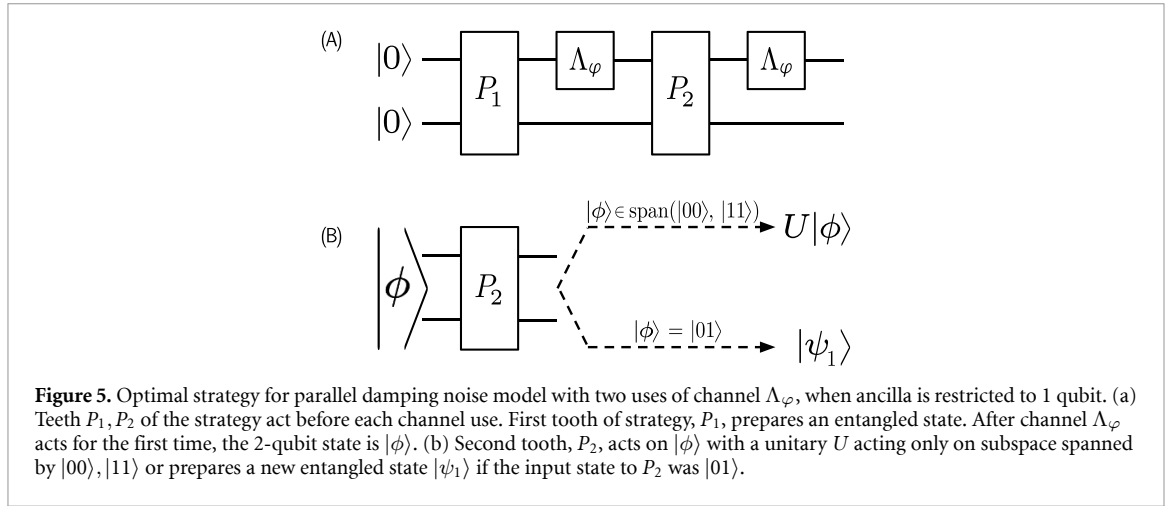 (A)
|0⟩ P₁ Λ_φ P₂ Λ_φ
|0⟩
(B)
|ϕ⟩ P₂
|ϕ⟩∈span(|00⟩, |11⟩) U|ϕ⟩
|ϕ⟩ = |01⟩ |ψ₁⟩
Figure 5. Optimal strategy for parallel damping noise model with two uses of channel Λ_φ, when ancilla is restricted to 1 qubit. (a)
Teeth P₁,P₂ of the strategy act before each channel use. First tooth of strategy, P₁, prepares an entangled state. After channel Λ_φ
acts for the first time, the 2-qubit state is |ϕ⟩. (b) Second tooth, P₂, acts on |ϕ⟩ with a unitary U acting only on subspace spanned
by |00⟩,|11⟩ or prepares a new entangled state |ψ₁⟩ if the input state to P₂ was |01⟩.